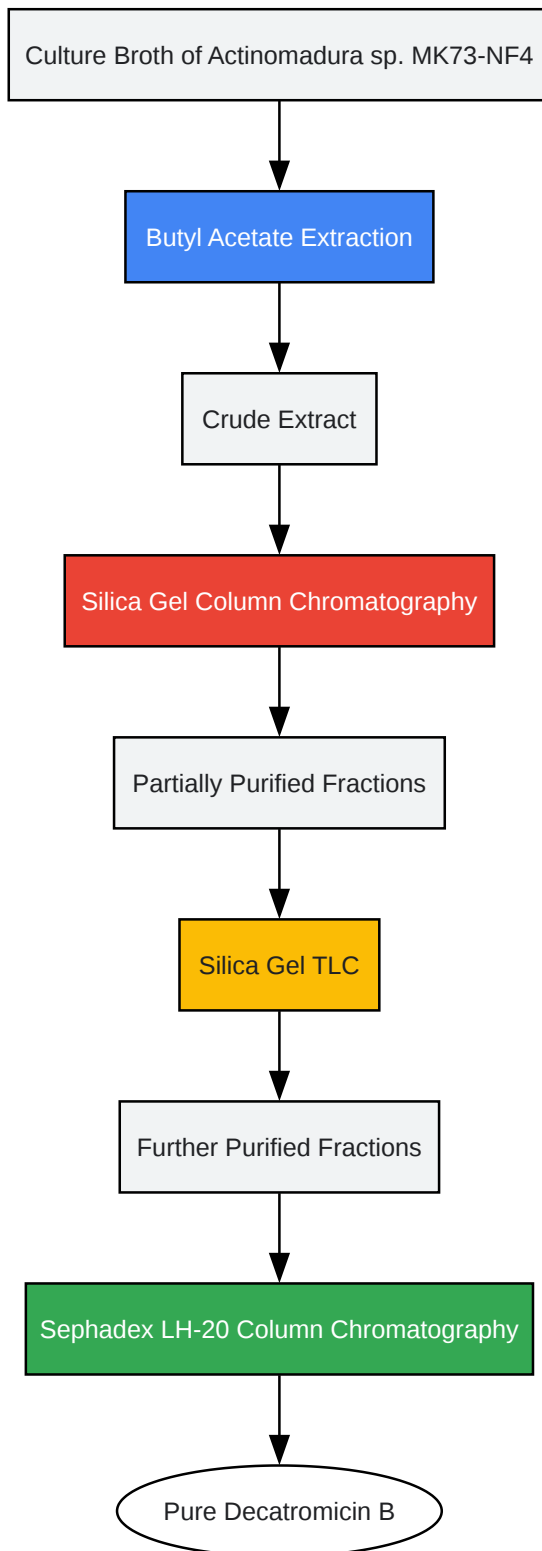 Culture Broth of Actinomadura sp. MK73-NF4
Butyl Acetate Extraction
Crude Extract
Silica Gel Column Chromatography
Partially Purified Fractions
Silica Gel TLC
Further Purified Fractions
Sephadex LH-20 Column Chromatography
Pure Decatromicin B